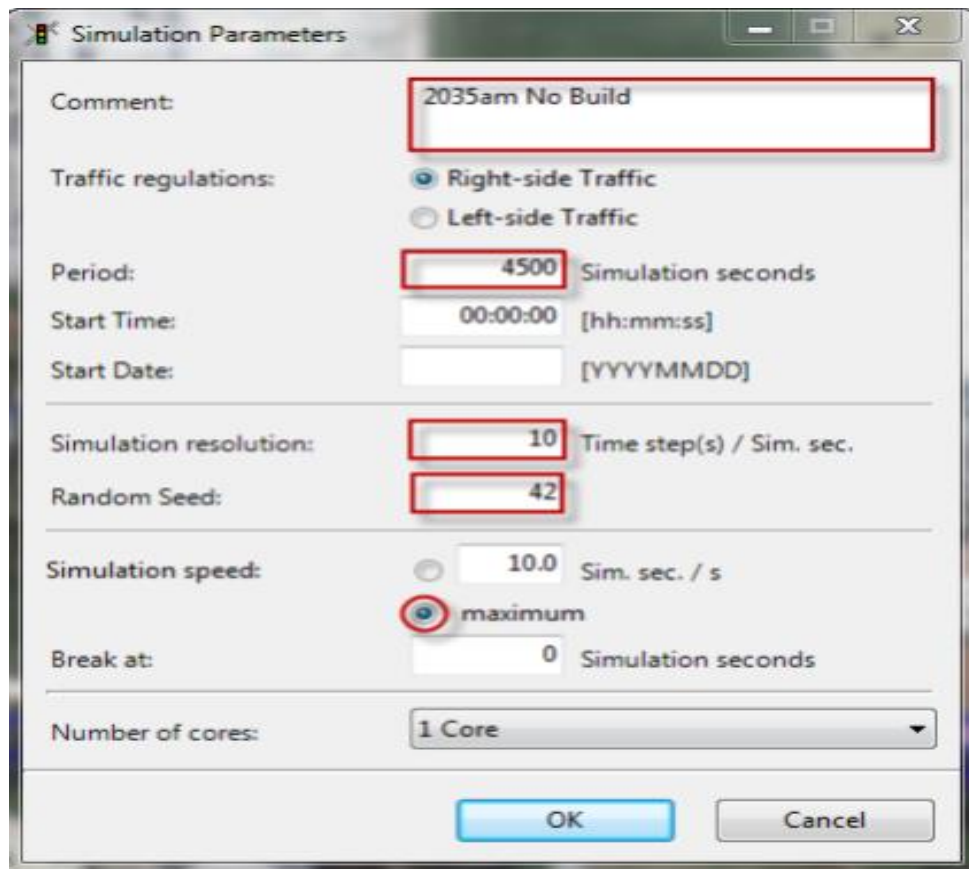 Simulation Parameters
Comment: 2035am No Build
Traffic regulations: Right-side Traffic
Left-side Traffic
Period: 4500 Simulation seconds
Start Time: 00:00:00 [hh:mm:ss]
Start Date: [YYYYMMDD]
Simulation resolution: 10 Time step(s) / Sim. sec.
Random Seed: 42
Simulation speed: 10.0 Sim. sec. / s
maximum
Break at: 0 Simulation seconds
Number of cores: 1 Core
OK Cancel